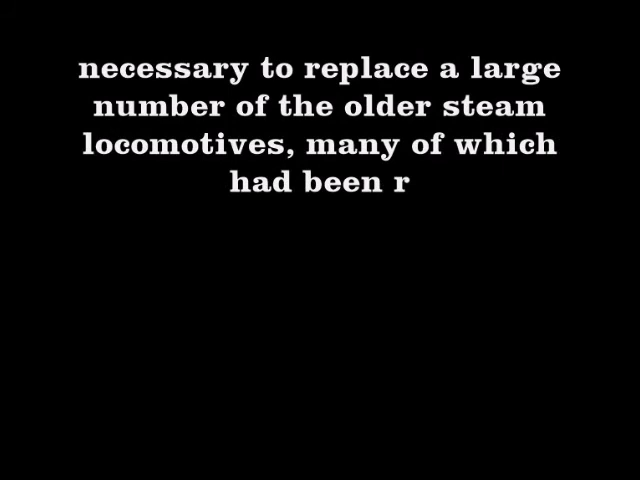 necessary to replace a large
number of the older steam
locomotives, many of which
had been r